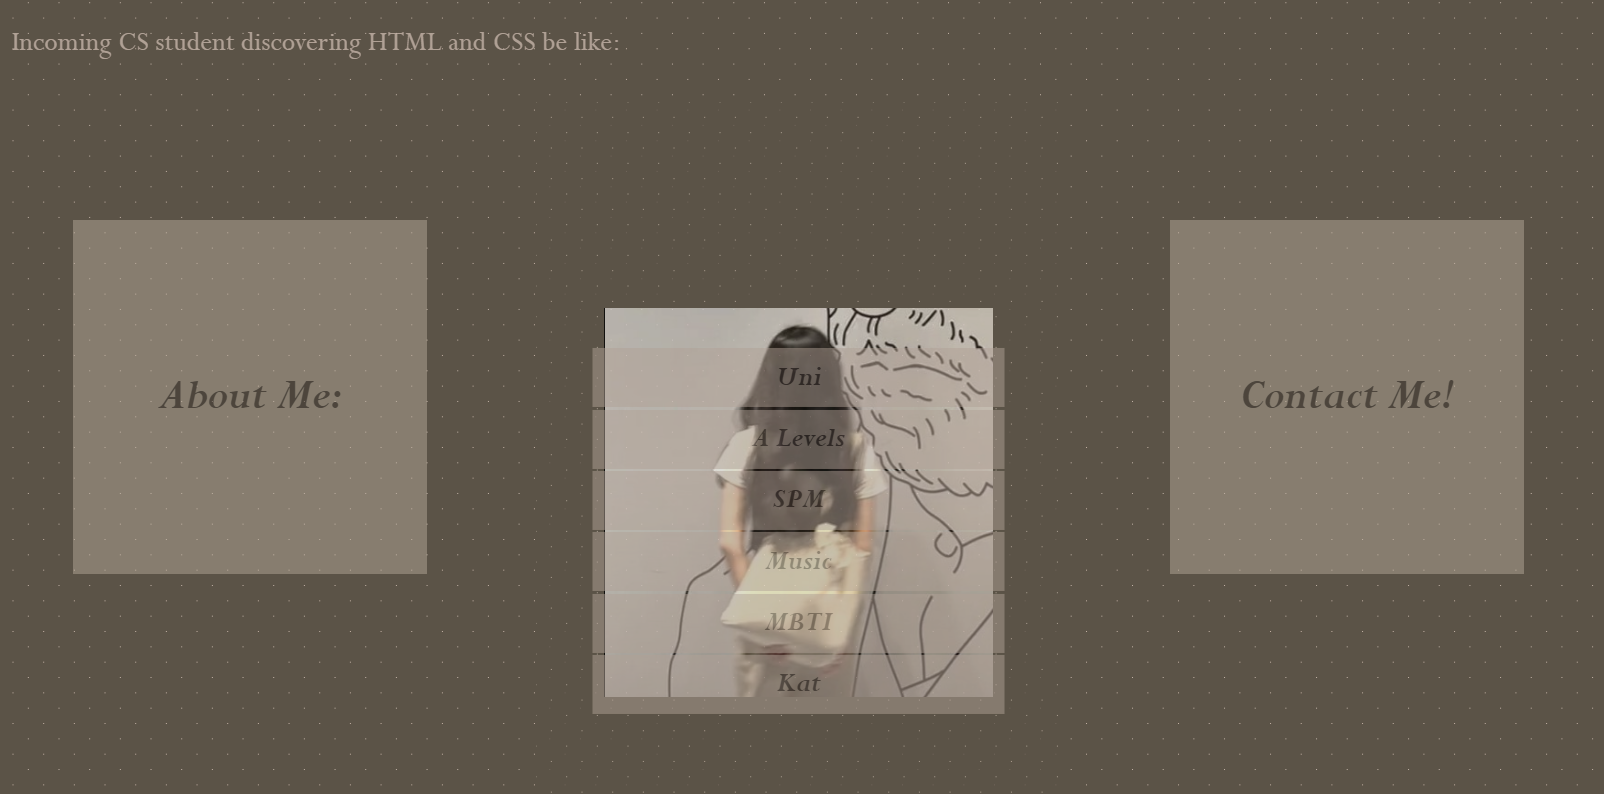 Incoming CS student discovering HTML and CSS be like:
About Me:
Uni
A Levels
SPM
Music
MBTI
Kat
Contact Me!